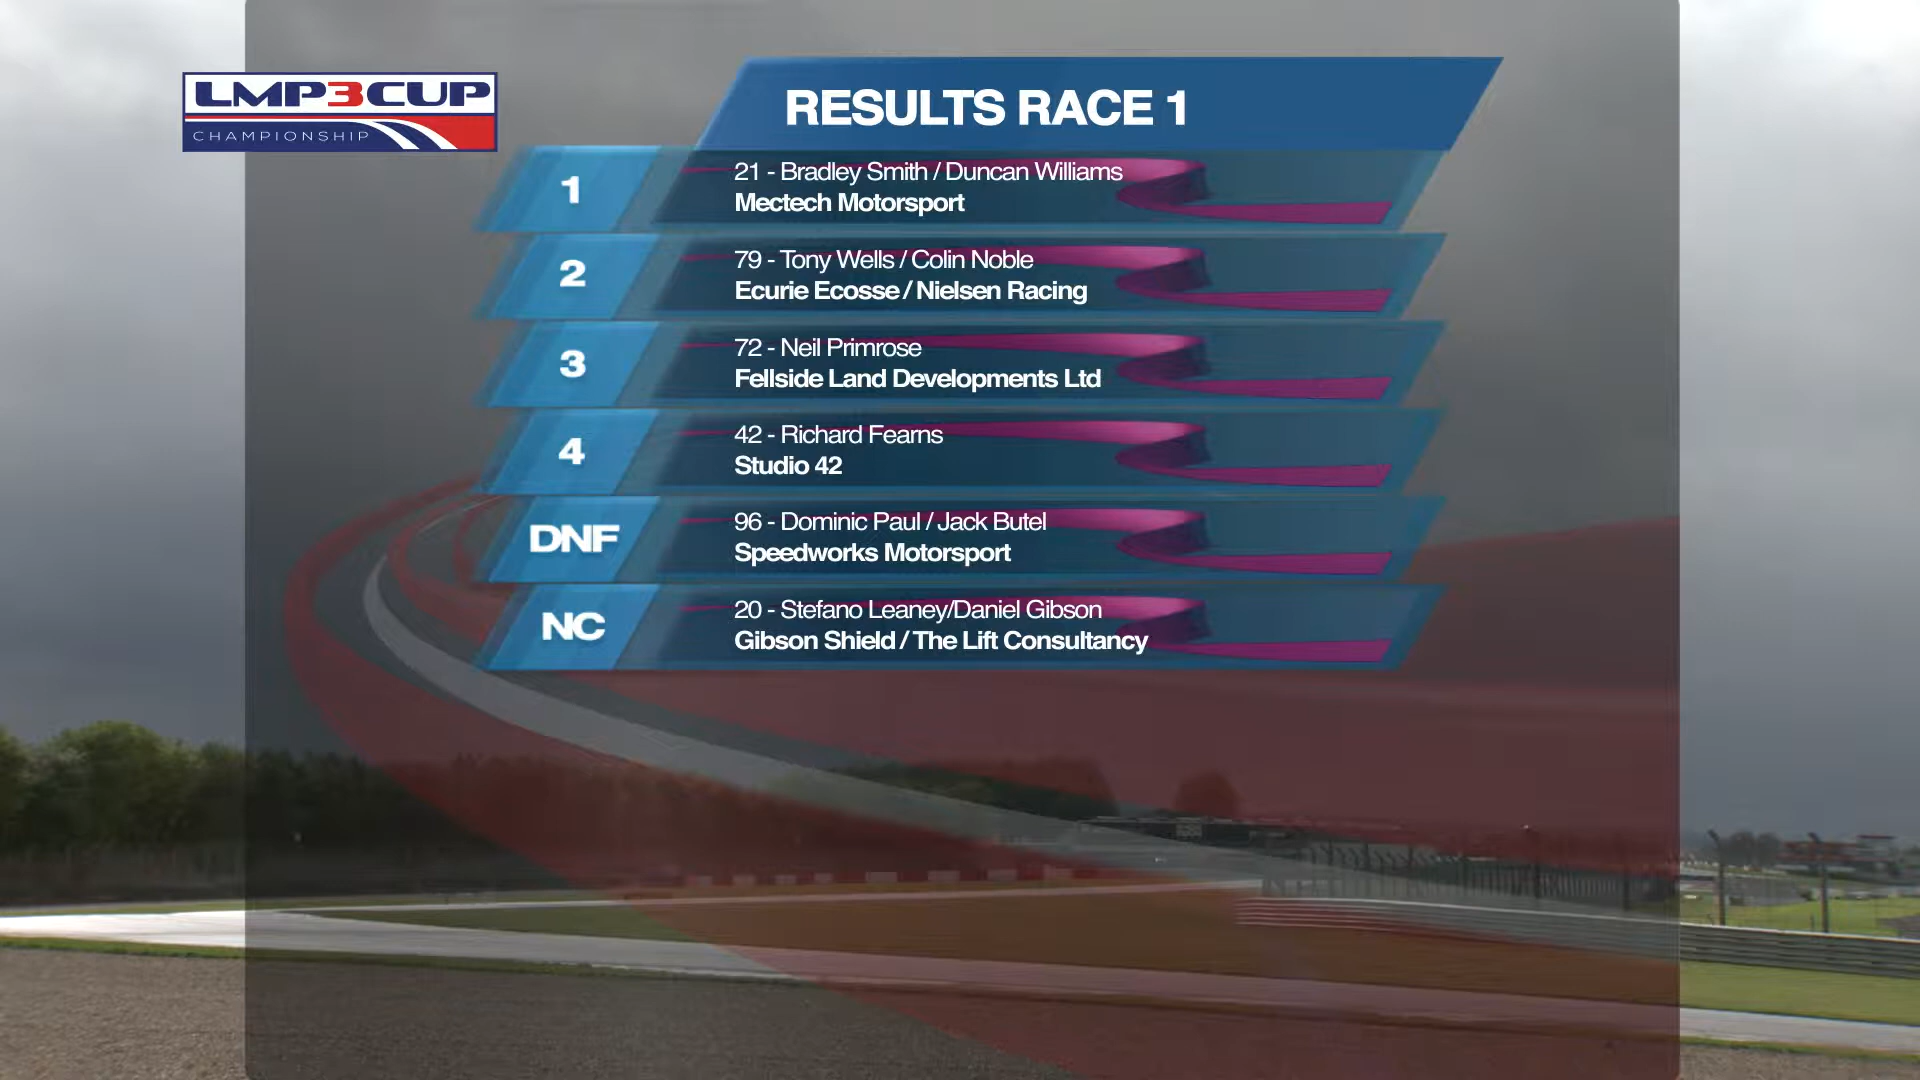 LMP3CUP
CHAMPIONSHIP
RESULTS RACE 1
1
21 - Bradley Smith / Duncan Williams
Mectech Motorsport
2
79 - Tony Wells / Colin Noble
Ecurie Ecosse / Nielsen Racing
3
72 - Neil Primrose
Fellside Land Developments Ltd
4
42 - Richard Fearns
Studio 42
DNF
96 - Dominic Paul / Jack Butel
Speedworks Motorsport
NC
20 - Stefano Leaney/Daniel Gibson
Gibson Shield / The Lift Consultancy